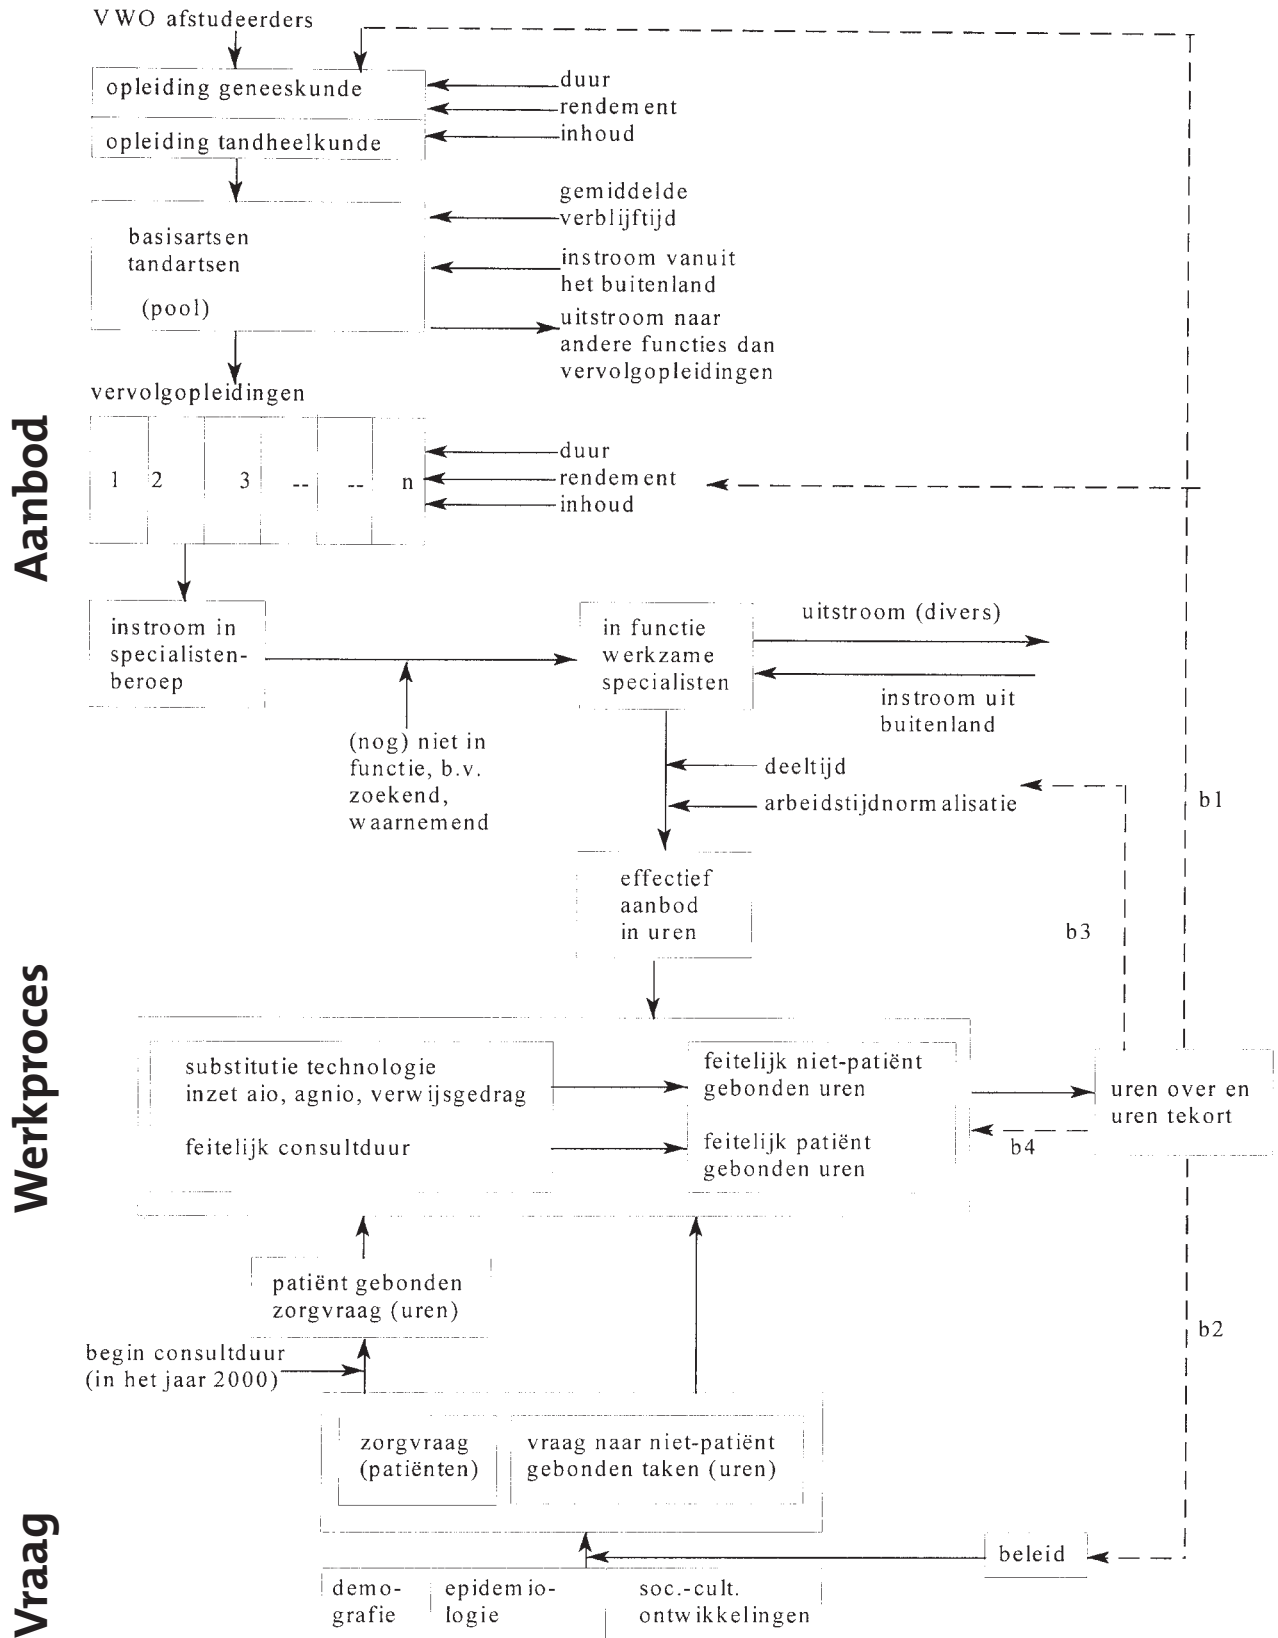 VWO afstudeerders
opleiding geneeskunde
opleiding tandheelkunde
duur
rendement
inhoud
basisartsen
tandartsen
(pool)
gemiddelde
verblijftijd
instroom vanuit
het buitenland
uitstroom naar
andere functies dan
vervolgopleidingen
vervolgopleidingen
1 2 3 -- -- n
duur
rendement
inhoud
Aanbod
instroom in
specialisten-
beroep
in functie
werkzame
specialisten
uitstroom (divers)
instroom uit
buitenland
(nog) niet in
functie, b.v.
zoekend,
waarnemend
deeltijd
arbeidstijdnormalisatie
b1
b3
effectief
aanbod
in uren
Werkproces
substitutie technologie
inzet aio, agnio, verwijsgedrag
feitelijk consultduur
feitelijk niet-patiënt
gebonden uren
feitelijk patiënt
gebonden uren
uren over en
uren tekort
b4
patiënt gebonden
zorgvraag (uren)
b2
begin consultduur
(in het jaar 2000)
zorgvraag
(patiënten)
vraag naar niet-patiënt
gebonden taken (uren)
Vraag
beleid
demo-
grafie
epidemio-
logie
soc.-cult.
ontwikkelingen